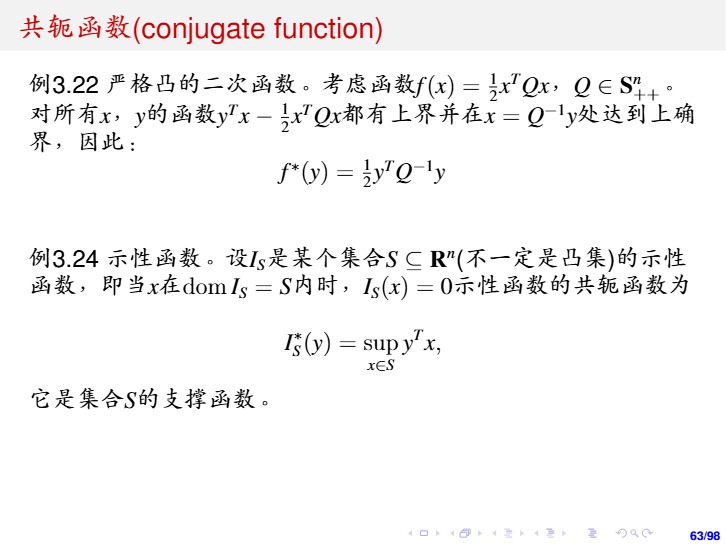 共轭函数(conjugate function)
例3.22 严格凸的二次函数。考虑函数f(x) = ½xᵀQx，Q ∈ S₊₊ⁿ。
对所有x，y的函数yᵀx − ½xᵀQx都有上界并在x = Q⁻¹y处达到上确
界，因此：
f*(y) = ½yᵀQ⁻¹y
例3.24 示性函数。设I_S是某个集合S ⊆ Rⁿ(不一定是凸集)的示性
函数，即当x在dom I_S = S内时，I_S(x) = 0示性函数的共轭函数为
I*_S(y) = sup yᵀx,
x∈S
它是集合S的支撑函数。
63/98